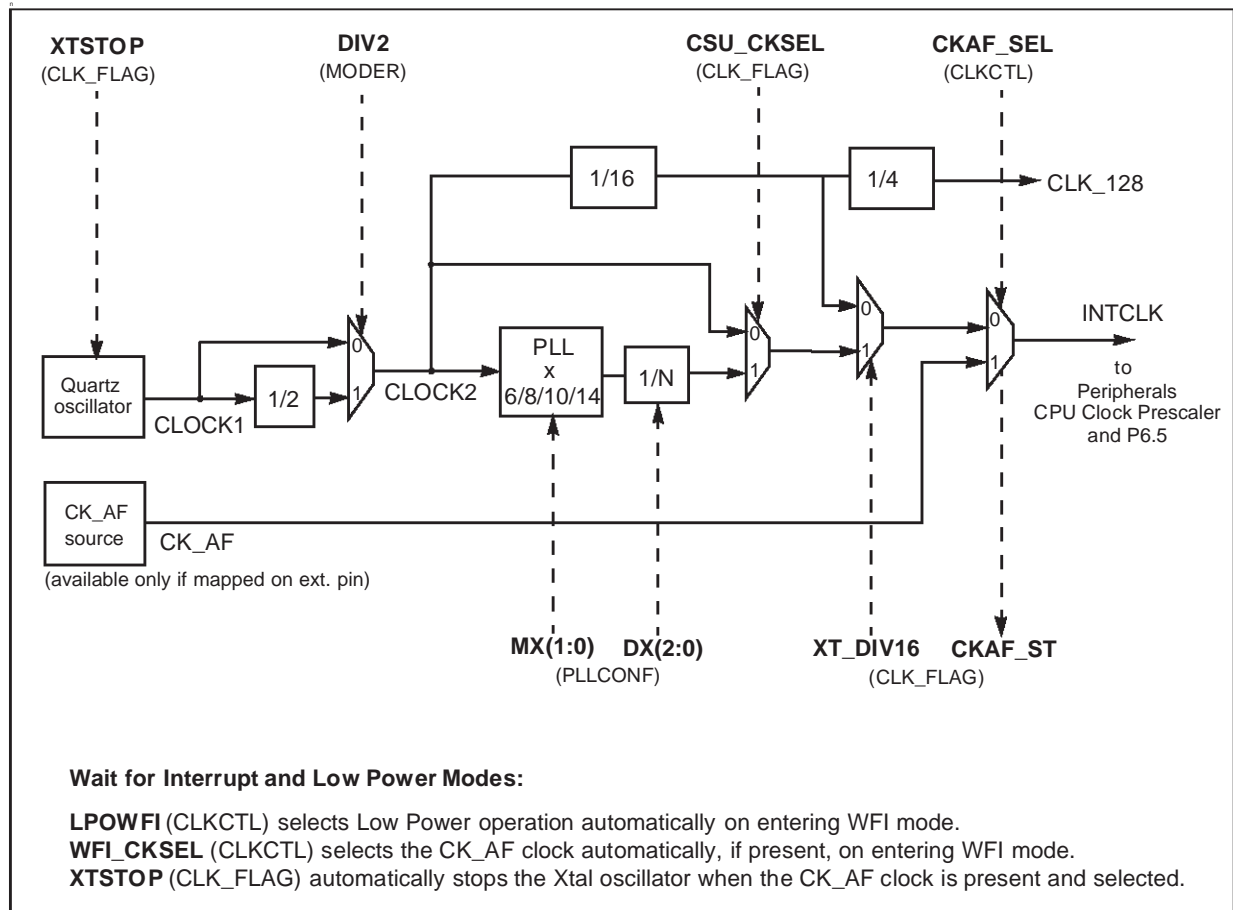 XTSTOP
(CLK_FLAG)
DIV2
(MODER)
CSU_CKSEL
(CLK_FLAG)
CKAF_SEL
(CLKCTL)
1/16
1/4
CLK_128
Quartz
oscillator
CLOCK1
1/2
0
1
CLOCK2
PLL
x
6/8/10/14
1/N
0
1
0
1
0
1
INTCLK
to
Peripherals
CPU Clock Prescaler
and P6.5
CK_AF
source
CK_AF
(available only if mapped on ext. pin)
MX(1:0)
DX(2:0)
(PLLCONF)
XT_DIV16
(CLK_FLAG)
CKAF_ST
Wait for Interrupt and Low Power Modes:
LPOWFI (CLKCTL) selects Low Power operation automatically on entering WFI mode.
WFI_CKSEL (CLKCTL) selects the CK_AF clock automatically, if present, on entering WFI mode.
XTSTOP (CLK_FLAG) automatically stops the Xtal oscillator when the CK_AF clock is present and selected.